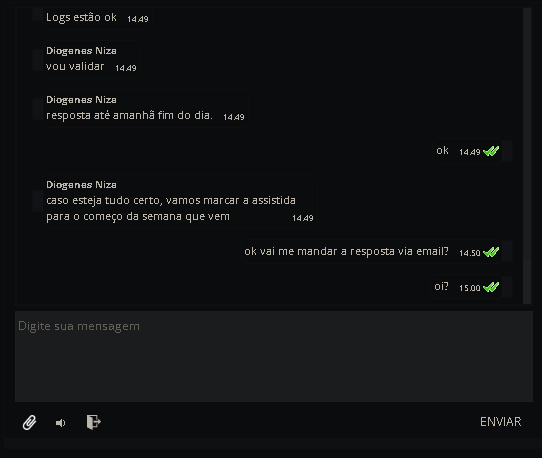 Logs estão ok 14:49
Diogenes Niza
vou validar 14:49
Diogenes Niza
resposta até amanhã fim do dia. 14:49
ok 14:49
Diogenes Niza
caso esteja tudo certo, vamos marcar a assistida
para o começo da semana que vem 14:49
ok vai me mandar a resposta via email? 14:50
oi? 15:00
Digite sua mensagem
ENVIAR